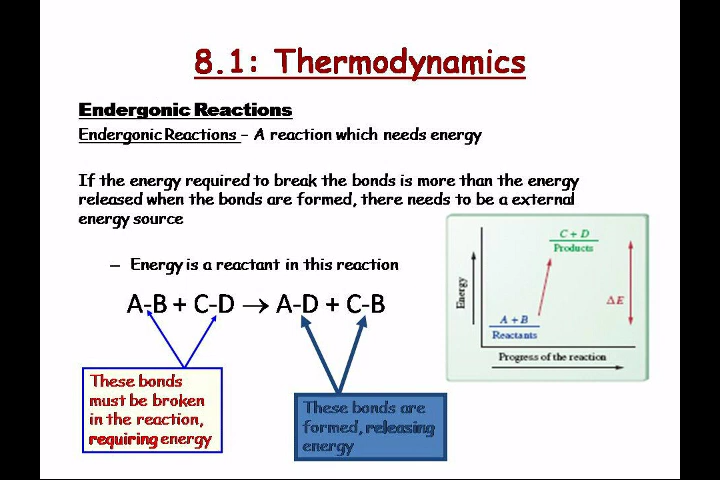 8.1: Thermodynamics
Endergonic Reactions
Endergonic Reactions – A reaction which needs energy
If the energy required to break the bonds is more than the energy
released when the bonds are formed, there needs to be a external
energy source
– Energy is a reactant in this reaction
A-B + C-D → A-D + C-B
These bonds
must be broken
in the reaction,
requiring energy
These bonds are
formed, releasing
energy
C + D
Products
Energy
ΔE
A + B
Reactants
Progress of the reaction